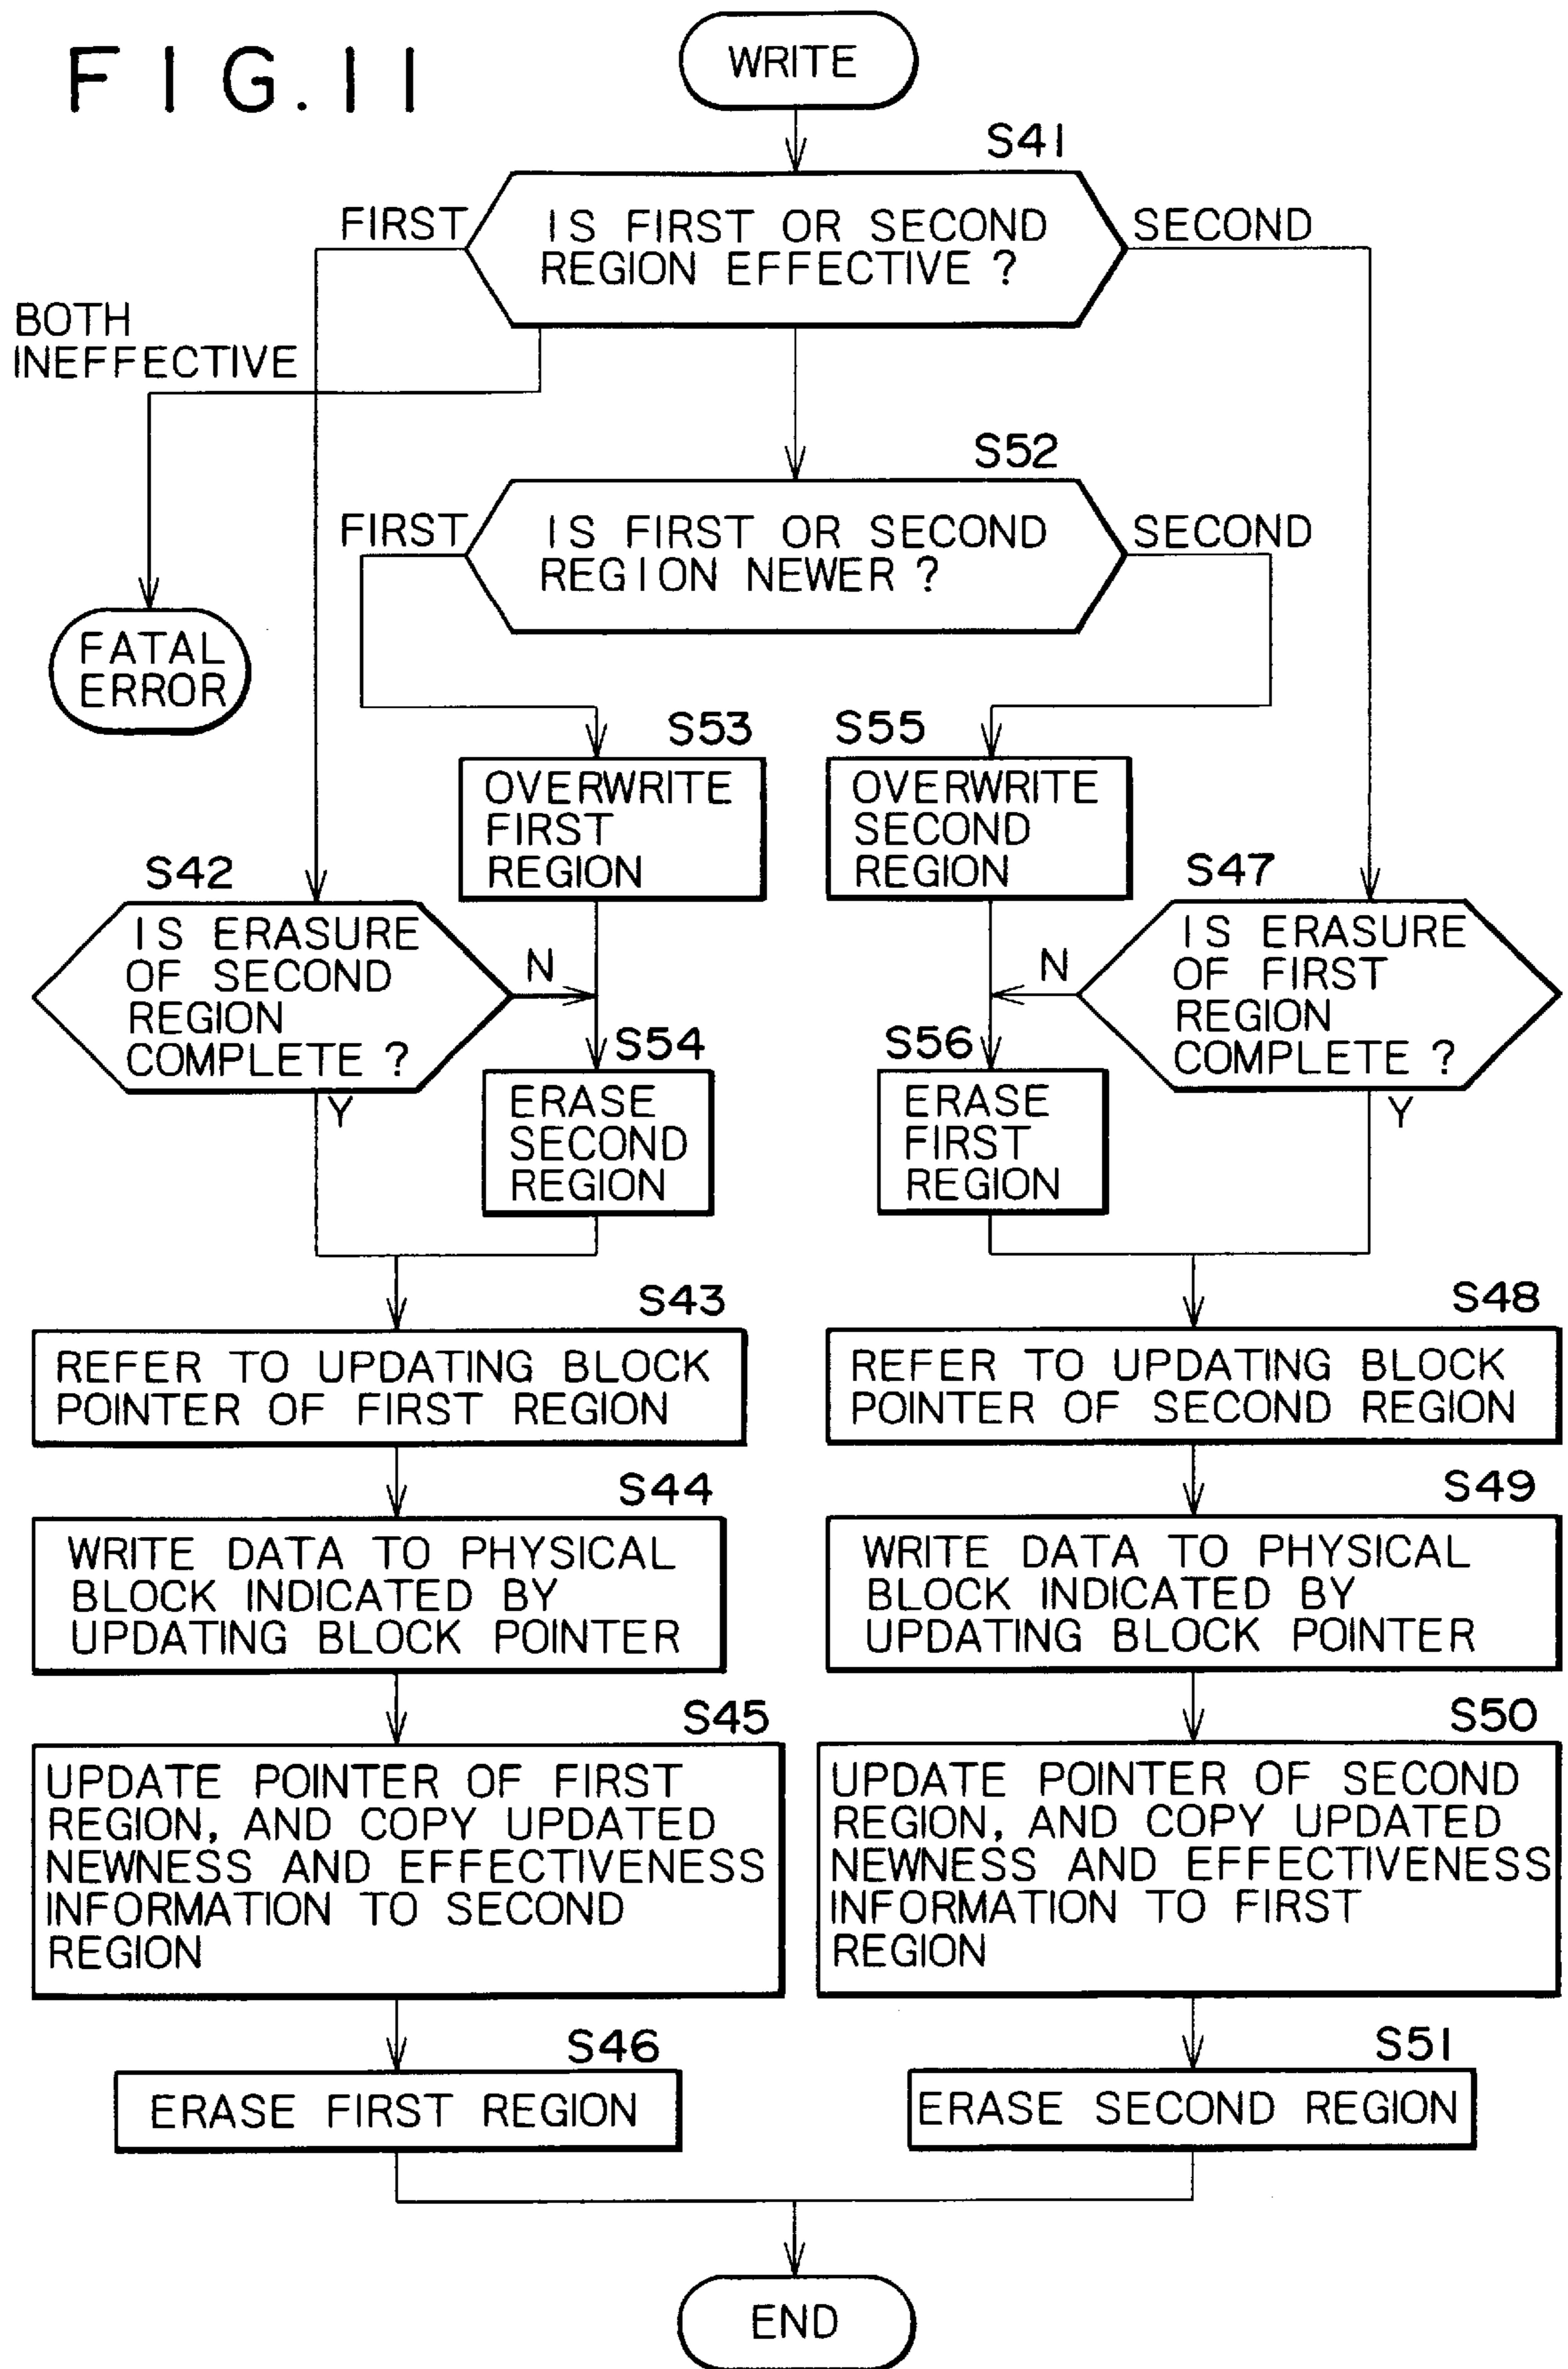 FIG.11
WRITE
S41
FIRST
IS FIRST OR SECOND
REGION EFFECTIVE ?
SECOND
BOTH
INEFFECTIVE
S52
FIRST
IS FIRST OR SECOND
REGION NEWER ?
SECOND
FATAL
ERROR
S53
OVERWRITE
FIRST
REGION
S55
OVERWRITE
SECOND
REGION
S42
IS ERASURE
OF SECOND
REGION
COMPLETE ?
N
Y
S47
IS ERASURE
OF FIRST
REGION
COMPLETE ?
N
Y
S54
ERASE
SECOND
REGION
S56
ERASE
FIRST
REGION
S43
REFER TO UPDATING BLOCK
POINTER OF FIRST REGION
S48
REFER TO UPDATING BLOCK
POINTER OF SECOND REGION
S44
WRITE DATA TO PHYSICAL
BLOCK INDICATED BY
UPDATING BLOCK POINTER
S49
WRITE DATA TO PHYSICAL
BLOCK INDICATED BY
UPDATING BLOCK POINTER
S45
UPDATE POINTER OF FIRST
REGION, AND COPY UPDATED
NEWNESS AND EFFECTIVENESS
INFORMATION TO SECOND
REGION
S50
UPDATE POINTER OF SECOND
REGION, AND COPY UPDATED
NEWNESS AND EFFECTIVENESS
INFORMATION TO FIRST
REGION
S46
ERASE FIRST REGION
S51
ERASE SECOND REGION
END